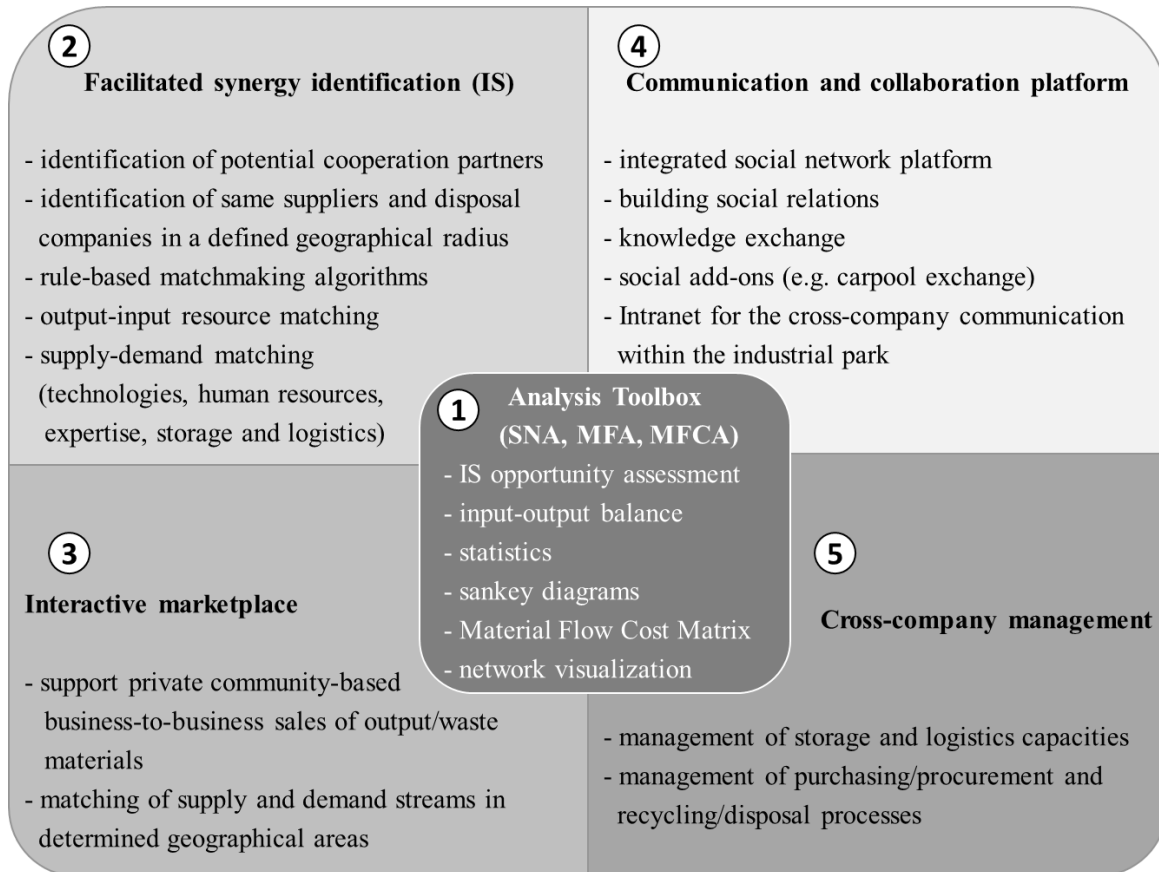 2
Facilitated synergy identification (IS)
- identification of potential cooperation partners
- identification of same suppliers and disposal
companies in a defined geographical radius
- rule-based matchmaking algorithms
- output-input resource matching
- supply-demand matching
(technologies, human resources,
expertise, storage and logistics)
4
Communication and collaboration platform
- integrated social network platform
- building social relations
- knowledge exchange
- social add-ons (e.g. carpool exchange)
- Intranet for the cross-company communication
within the industrial park
1
Analysis Toolbox
(SNA, MFA, MFCA)
- IS opportunity assessment
- input-output balance
- statistics
- sankey diagrams
- Material Flow Cost Matrix
- network visualization
3
Interactive marketplace
- support private community-based
business-to-business sales of output/waste
materials
- matching of supply and demand streams in
determined geographical areas
5
Cross-company management
- management of storage and logistics capacities
- management of purchasing/procurement and
recycling/disposal processes